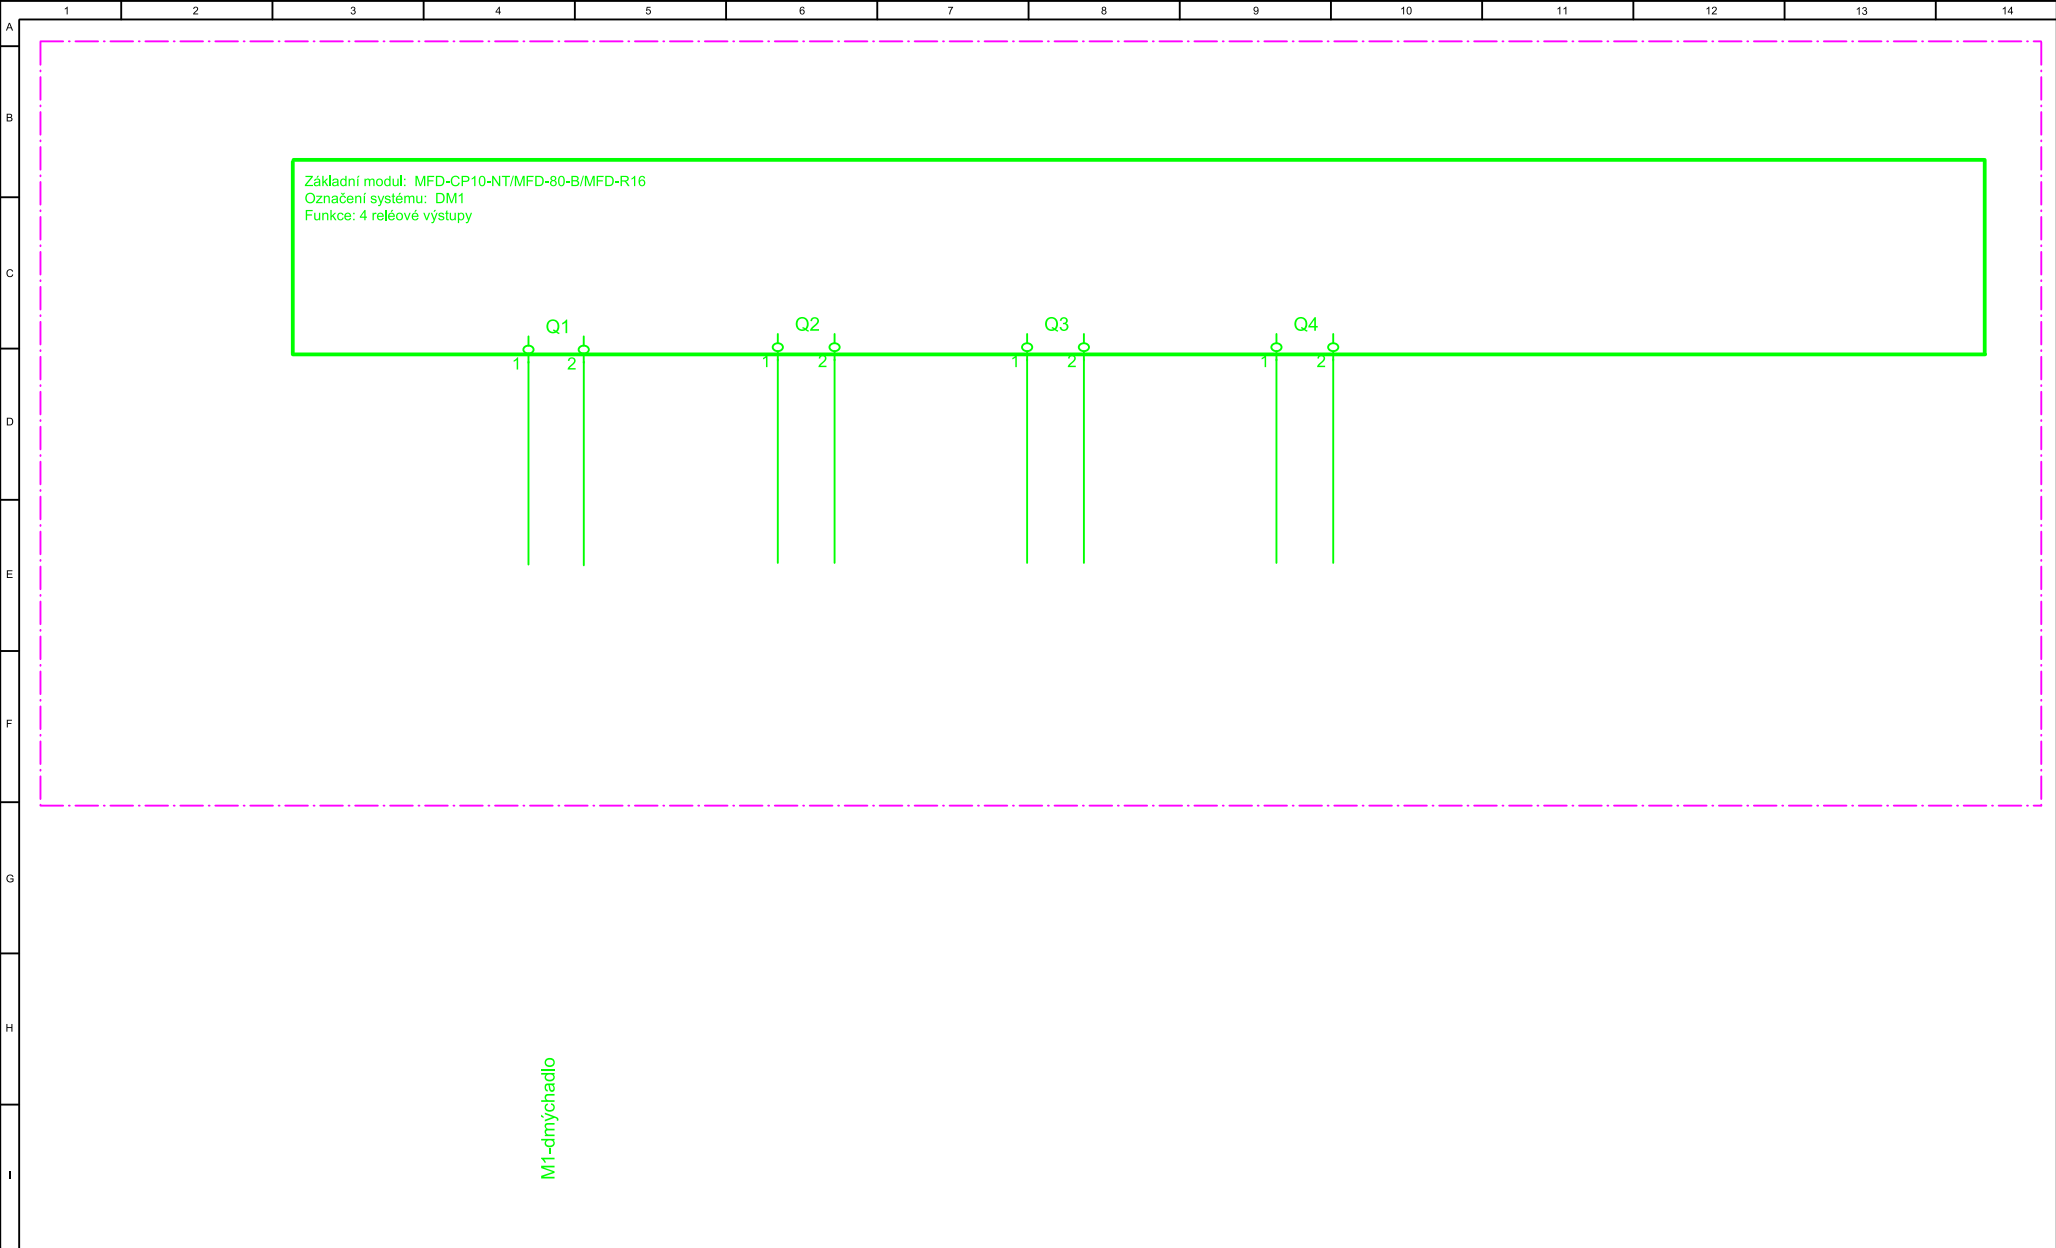 1 2 3 4 5 6 7 8 9 10 11 12 13 14
A
B
Základní modul: MFD-CP10-NT/MFD-80-B/MFD-R16
Označení systému: DM1
Funkce: 4 reléové výstupy
C
Q1 Q2 Q3 Q4
1 2 1 2 1 2 1 2
D
E
F
G
H
M1-dmýchadlo
I